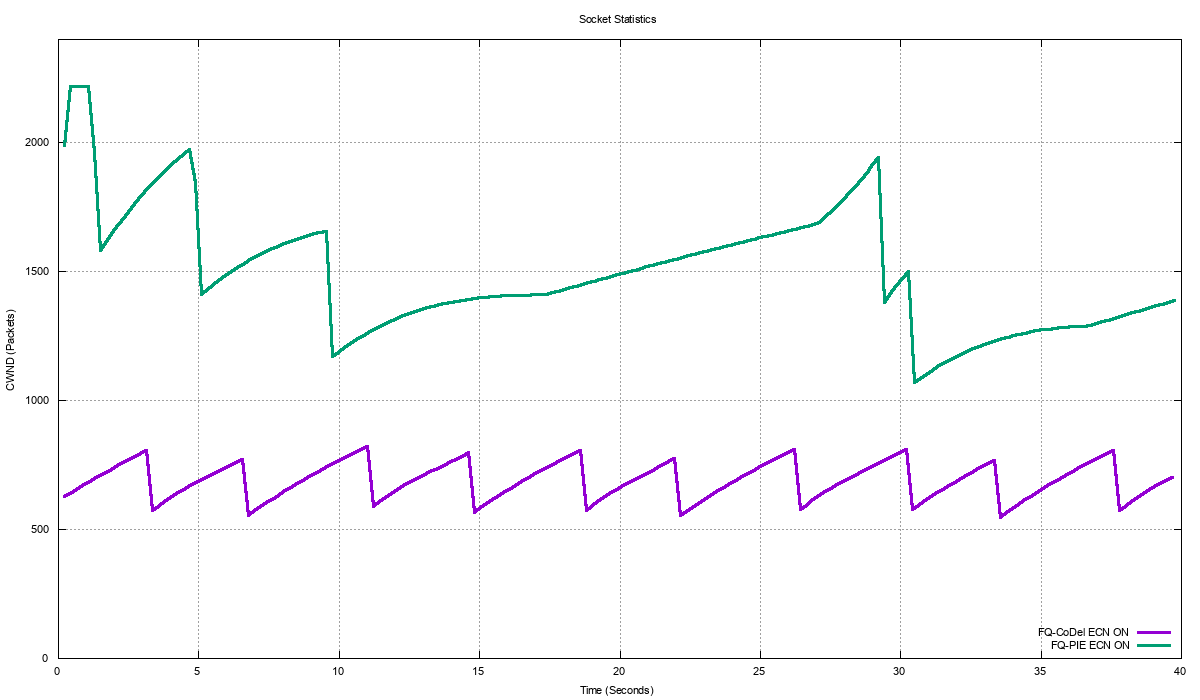 Socket Statistics
2000
1500
1000
500
0
CWND (Packets)
FQ-CoDel ECN ON
FQ-PIE ECN ON
0 5 10 15 20 25 30 35 40
Time (Seconds)